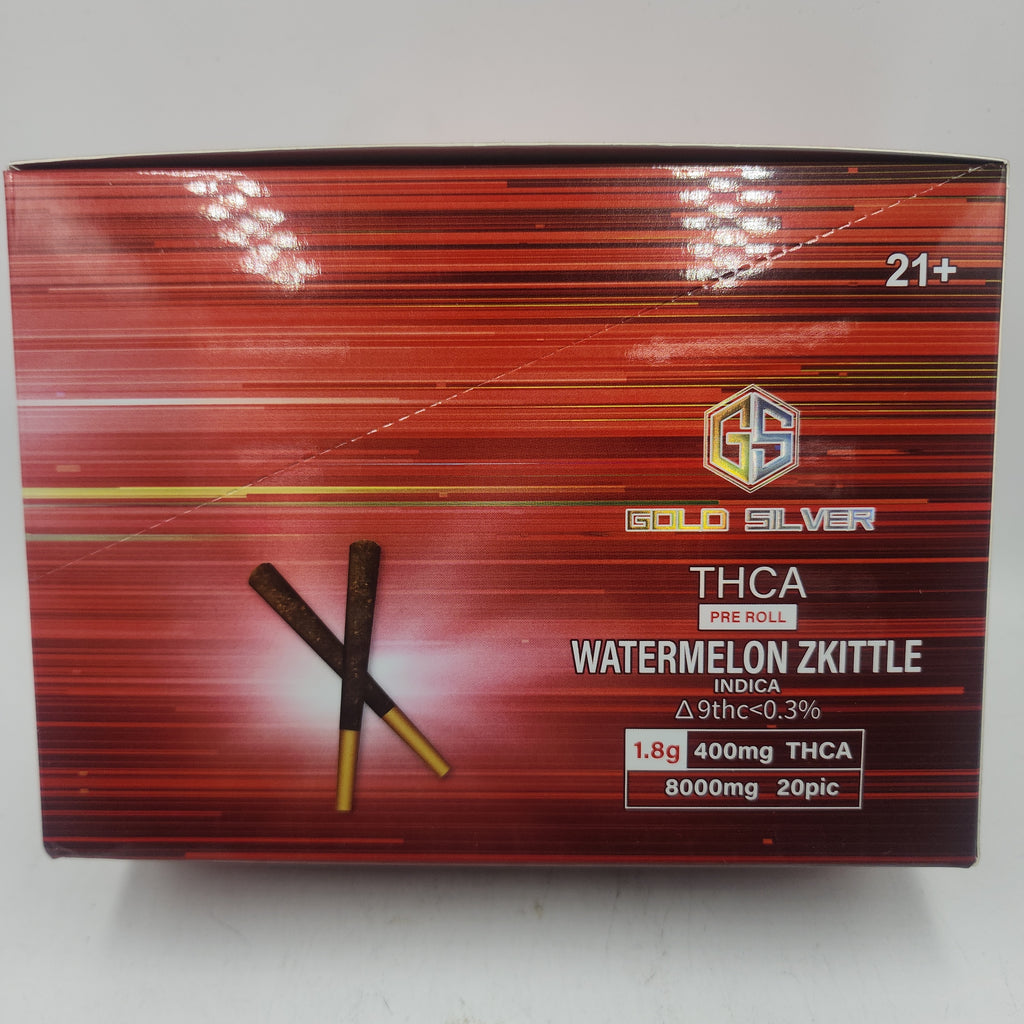 21+
GS
GOLD SILVER
THCA
PRE ROLL
WATERMELON ZKITTLE
INDICA
Δ9thc<0.3%
1.8g 400mg THCA
8000mg 20pic